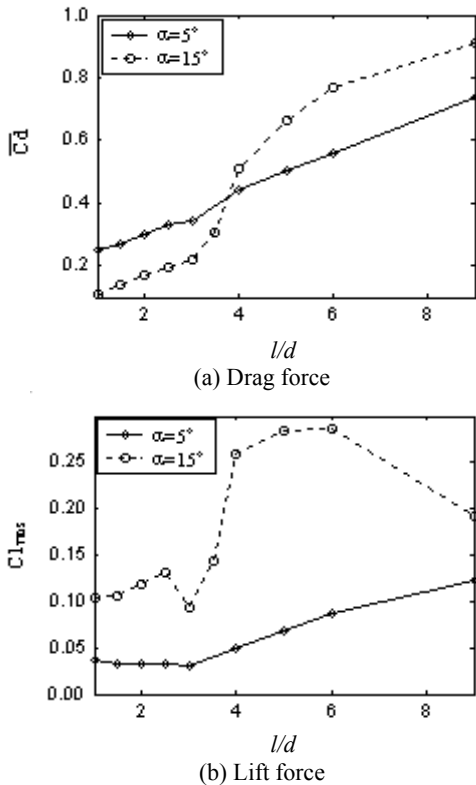 1.0
0.8
0.6
0.4
0.2
C̅d
α=5°
α=15°
2 4 6 8
l/d
(a) Drag force
0.25
0.20
0.15
0.10
0.05
0.00
Cl_rms
α=5°
α=15°
2 4 6 8
l/d
(b) Lift force